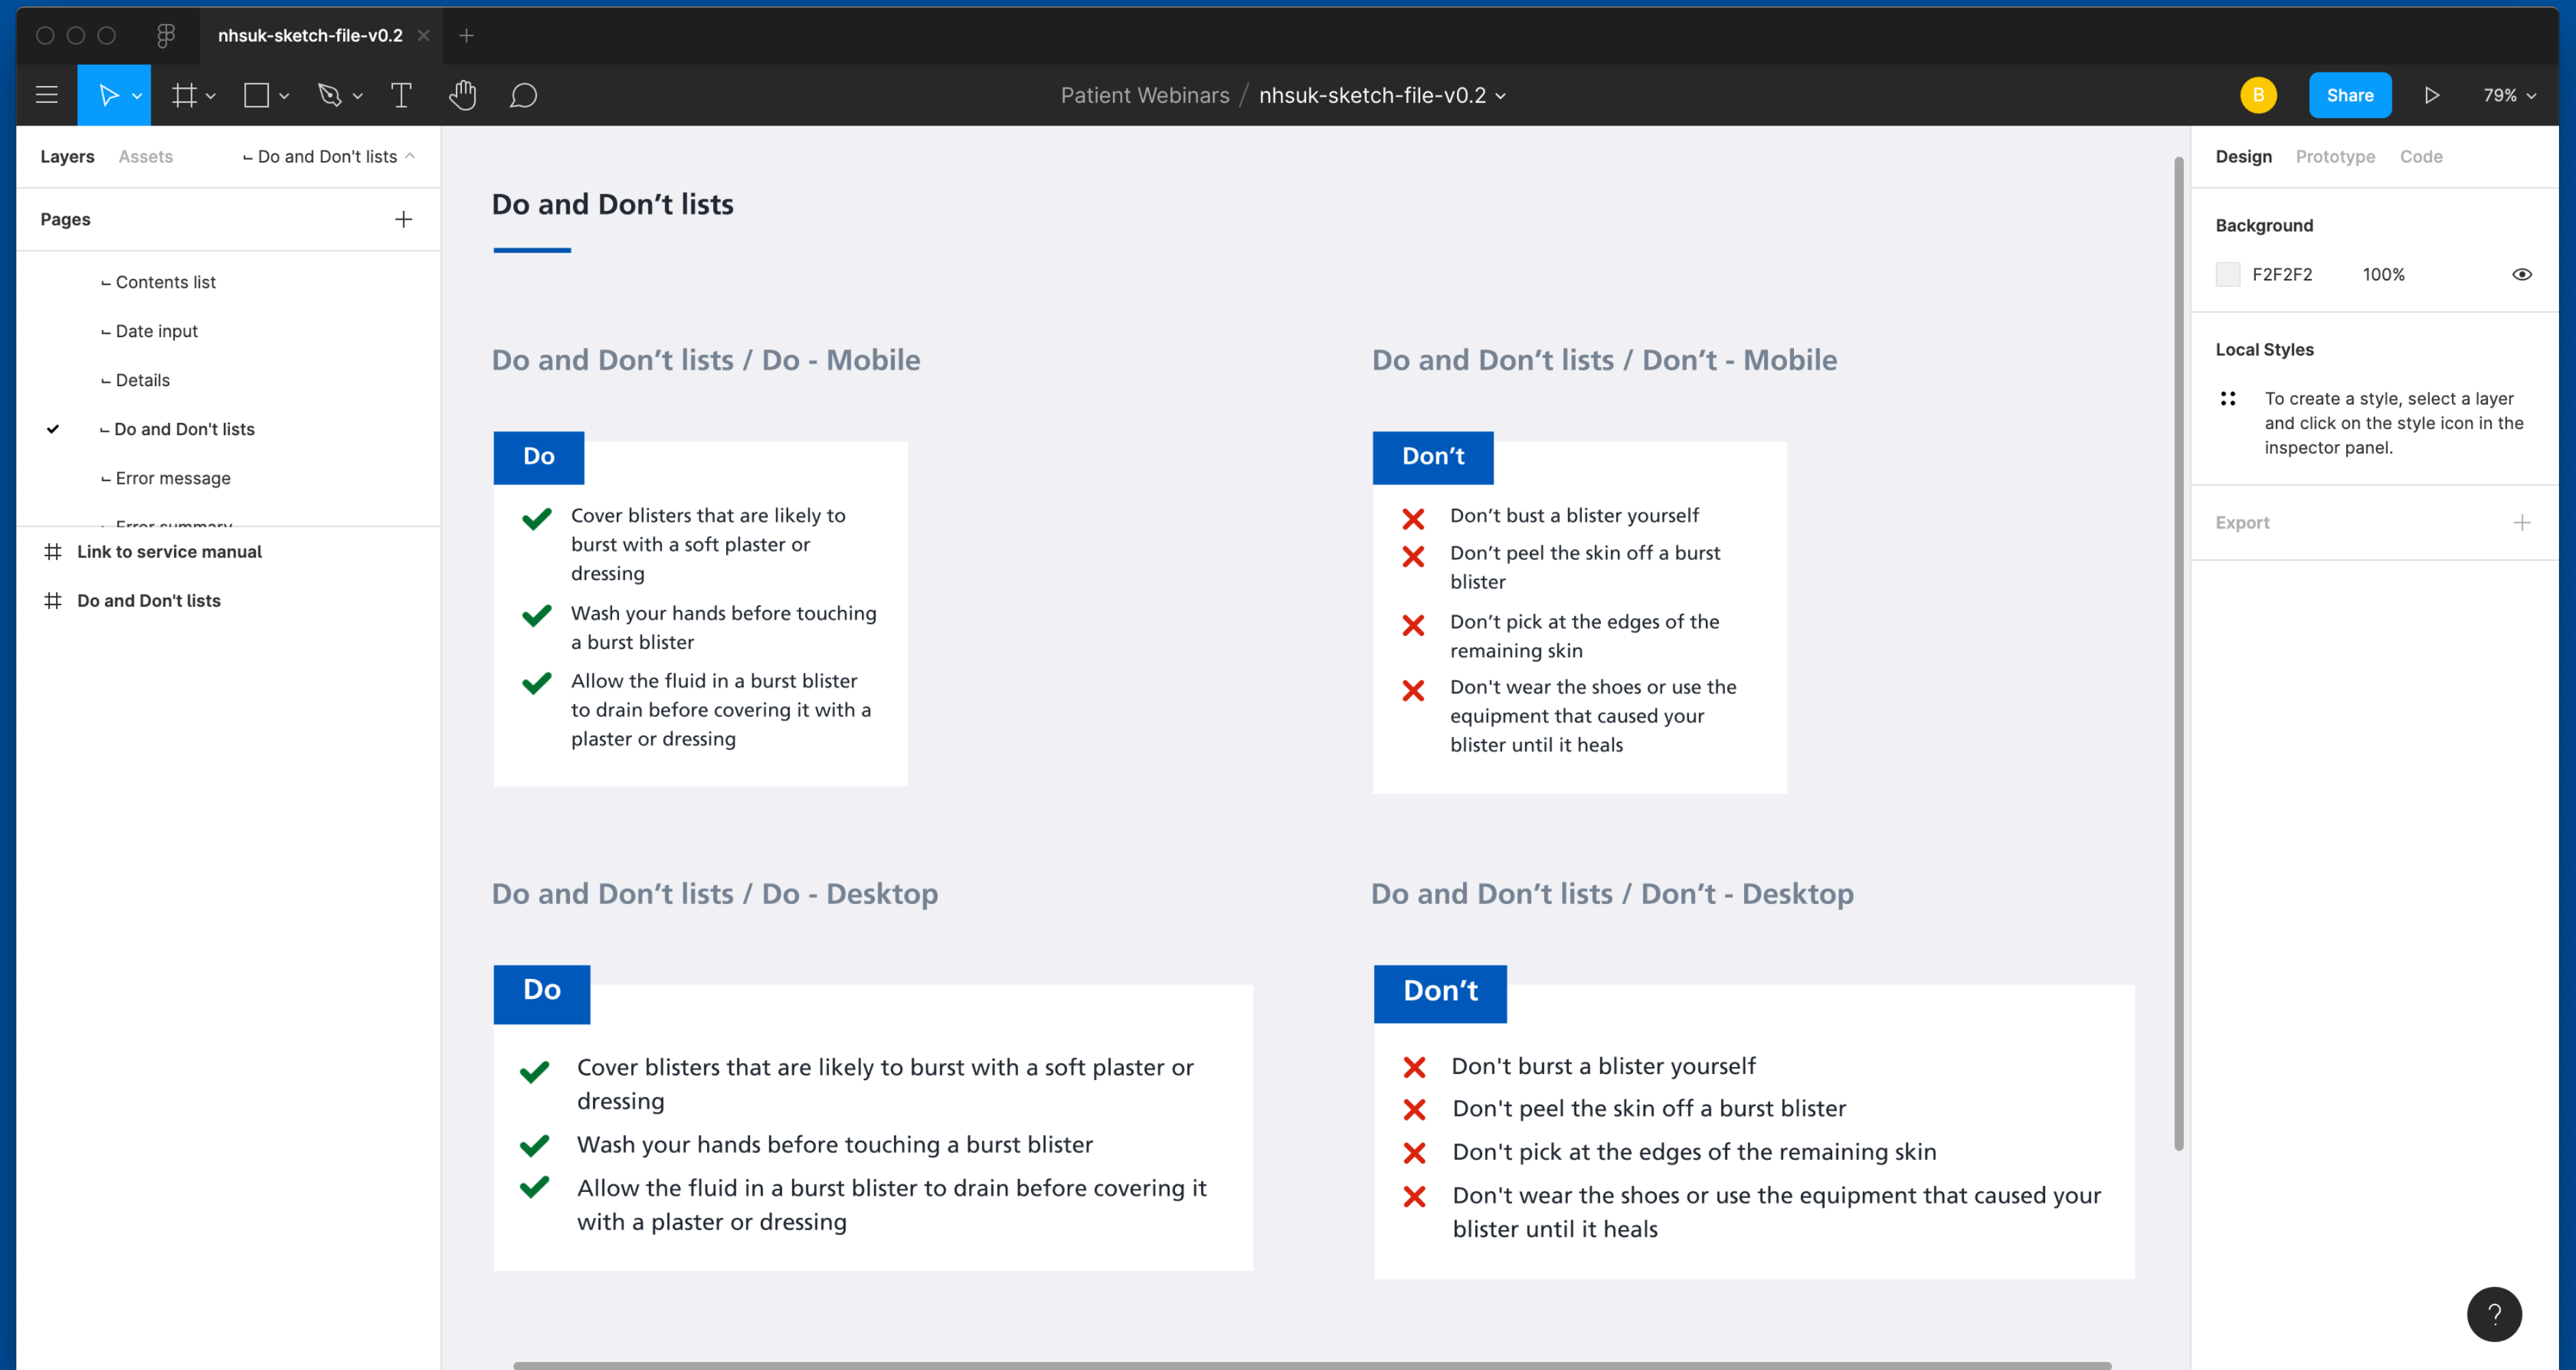 nhsuk-sketch-file-v0.2
Patient Webinars / nhsuk-sketch-file-v0.2
B
Share
79%
Layers
Assets
Do and Don't lists
Pages
Contents list
Date input
Details
Do and Don't lists
Error message
Error summary
Link to service manual
Do and Don't lists
Do and Don’t lists
Do and Don’t lists / Do - Mobile
Do
Cover blisters that are likely to
burst with a soft plaster or
dressing
Wash your hands before touching
a burst blister
Allow the fluid in a burst blister
to drain before covering it with a
plaster or dressing
Do and Don’t lists / Don’t - Mobile
Don’t
Don’t bust a blister yourself
Don’t peel the skin off a burst
blister
Don’t pick at the edges of the
remaining skin
Don't wear the shoes or use the
equipment that caused your
blister until it heals
Do and Don’t lists / Do - Desktop
Do
Cover blisters that are likely to burst with a soft plaster or
dressing
Wash your hands before touching a burst blister
Allow the fluid in a burst blister to drain before covering it
with a plaster or dressing
Do and Don’t lists / Don’t - Desktop
Don’t
Don't burst a blister yourself
Don't peel the skin off a burst blister
Don't pick at the edges of the remaining skin
Don't wear the shoes or use the equipment that caused your
blister until it heals
Design
Prototype
Code
Background
F2F2F2
100%
Local Styles
To create a style, select a layer
and click on the style icon in the
inspector panel.
Export
?